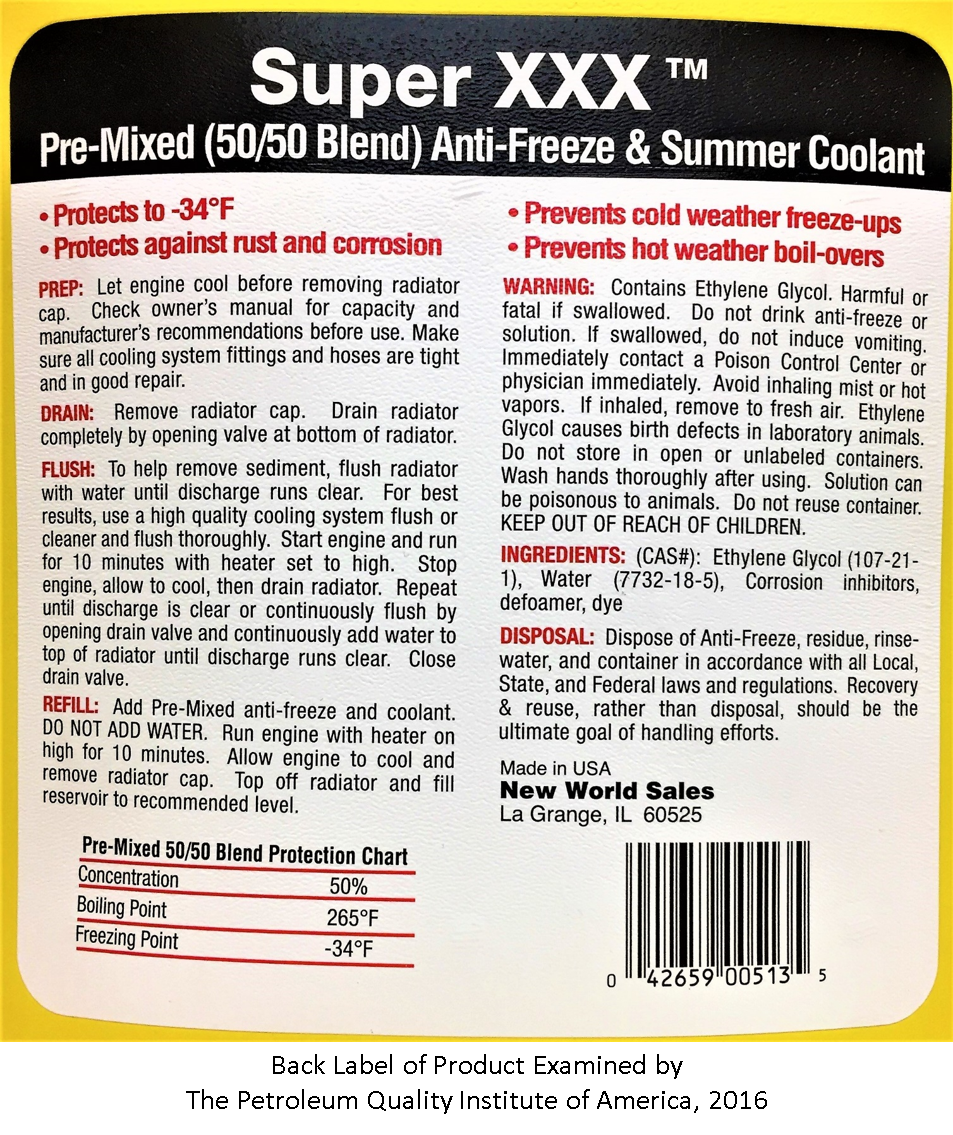 Super XXX ™
Pre-Mixed (50/50 Blend) Anti-Freeze & Summer Coolant
• Protects to -34°F
• Protects against rust and corrosion
PREP: Let engine cool before removing radiator
cap. Check owner's manual for capacity and
manufacturer's recommendations before use. Make
sure all cooling system fittings and hoses are tight
and in good repair.
DRAIN: Remove radiator cap. Drain radiator
completely by opening valve at bottom of radiator.
FLUSH: To help remove sediment, flush radiator
with water until discharge runs clear. For best
results, use a high quality cooling system flush or
cleaner and flush thoroughly. Start engine and run
for 10 minutes with heater set to high. Stop
engine, allow to cool, then drain radiator. Repeat
until discharge is clear or continuously flush by
opening drain valve and continuously add water to
top of radiator until discharge runs clear. Close
drain valve.
REFILL: Add Pre-Mixed anti-freeze and coolant.
DO NOT ADD WATER. Run engine with heater on
high for 10 minutes. Allow engine to cool and
remove radiator cap. Top off radiator and fill
reservoir to recommended level.
Pre-Mixed 50/50 Blend Protection Chart
Concentration 50%
Boiling Point 265°F
Freezing Point -34°F
• Prevents cold weather freeze-ups
• Prevents hot weather boil-overs
WARNING: Contains Ethylene Glycol. Harmful or
fatal if swallowed. Do not drink anti-freeze or
solution. If swallowed, do not induce vomiting.
Immediately contact a Poison Control Center or
physician immediately. Avoid inhaling mist or hot
vapors. If inhaled, remove to fresh air. Ethylene
Glycol causes birth defects in laboratory animals.
Do not store in open or unlabeled containers.
Wash hands thoroughly after using. Solution can
be poisonous to animals. Do not reuse container.
KEEP OUT OF REACH OF CHILDREN.
INGREDIENTS: (CAS#): Ethylene Glycol (107-21-
1), Water (7732-18-5), Corrosion inhibitors,
defoamer, dye
DISPOSAL: Dispose of Anti-Freeze, residue, rinse-
water, and container in accordance with all Local,
State, and Federal laws and regulations. Recovery
& reuse, rather than disposal, should be the
ultimate goal of handling efforts.
Made in USA
New World Sales
La Grange, IL 60525
0 42659 00513 5
Back Label of Product Examined by
The Petroleum Quality Institute of America, 2016